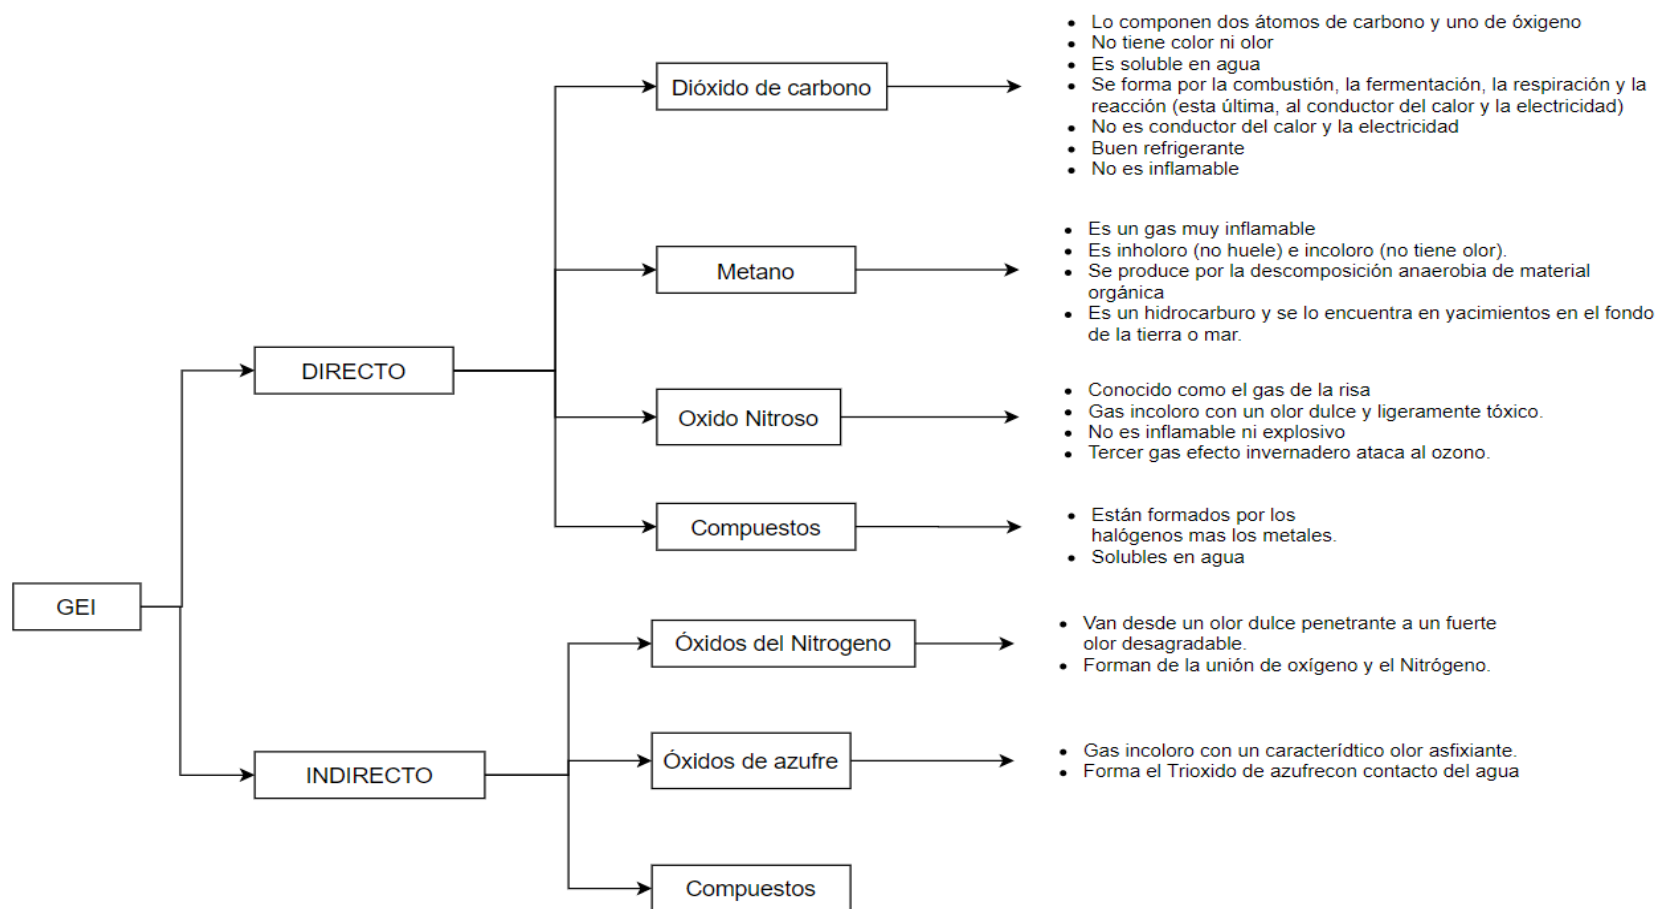 • Lo componen dos átomos de carbono y uno de óxigeno
• No tiene color ni olor
• Es soluble en agua
• Se forma por la combustión, la fermentación, la respiración y la
reacción (esta última, al conductor del calor y la electricidad)
• No es conductor del calor y la electricidad
• Buen refrigerante
• No es inflamable
Dióxido de carbono
• Es un gas muy inflamable
• Es inholoro (no huele) e incoloro (no tiene olor).
• Se produce por la descomposición anaerobia de material
orgánica
• Es un hidrocarburo y se lo encuentra en yacimientos en el fondo
de la tierra o mar.
Metano
DIRECTO
• Conocido como el gas de la risa
• Gas incoloro con un olor dulce y ligeramente tóxico.
• No es inflamable ni explosivo
• Tercer gas efecto invernadero ataca al ozono.
Oxido Nitroso
• Están formados por los
halógenos mas los metales.
• Solubles en agua
Compuestos
GEI
• Van desde un olor dulce penetrante a un fuerte
olor desagradable.
• Forman de la unión de oxígeno y el Nitrógeno.
Óxidos del Nitrogeno
• Gas incoloro con un caracterídtico olor asfixiante.
• Forma el Trioxido de azufrecon contacto del agua
Óxidos de azufre
INDIRECTO
Compuestos